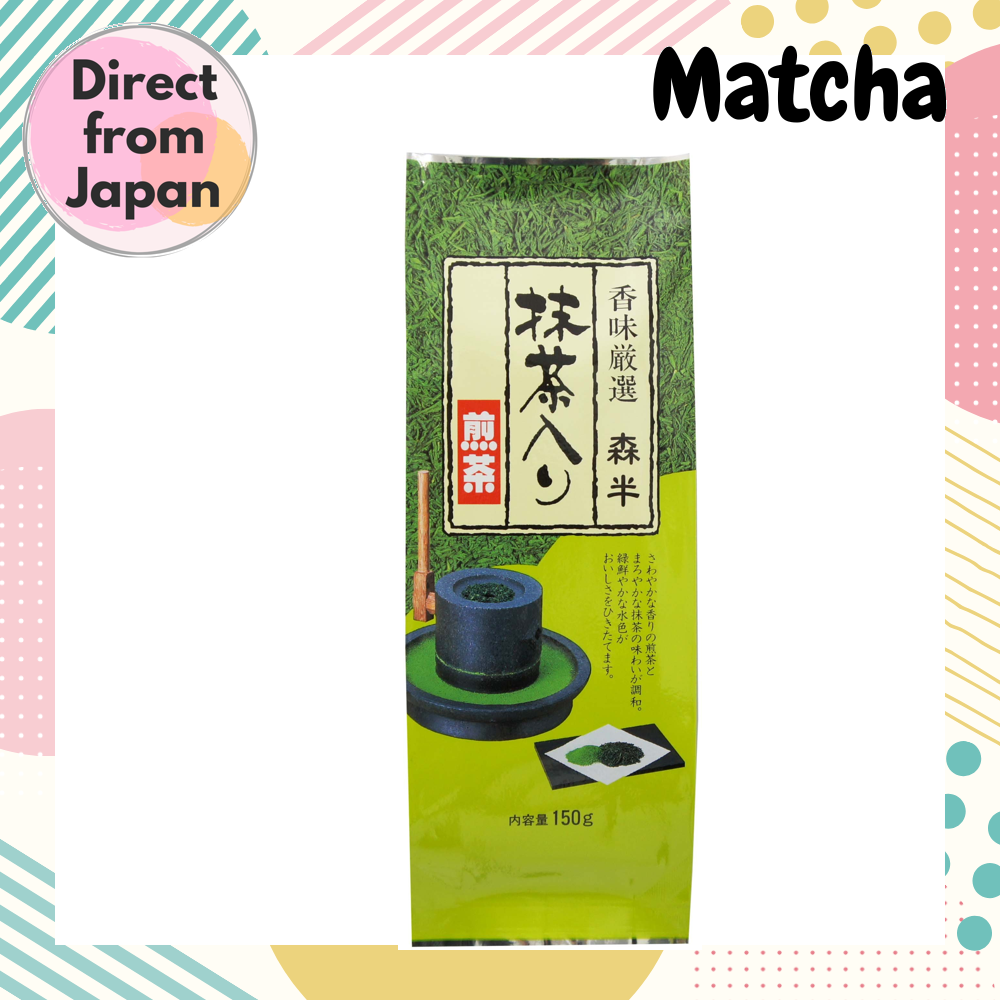 Direct
from
Japan
Matcha
香味厳選 森半
抹茶入り
煎茶
さわやかな香りの煎茶と
まろやかな抹茶の味わいが調和。
緑鮮やかな水色が
おいしさをひきたてます。
内容量150g